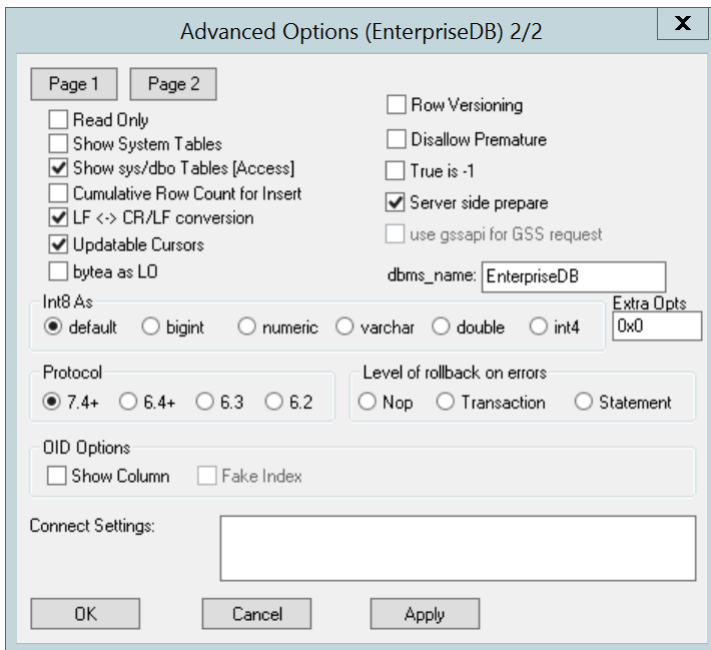 Advanced Options (EnterpriseDB) 2/2
X
Page 1 Page 2
Read Only
Show System Tables
Show sys/dbo Tables [Access]
Cumulative Row Count for Insert
LF <-> CR/LF conversion
Updatable Cursors
bytea as LO
Row Versioning
Disallow Premature
True is -1
Server side prepare
use gssapi for GSS request
dbms_name: EnterpriseDB
Int8 As
default bigint numeric varchar double int4
Extra Opts
0x0
Protocol
7.4+ 6.4+ 6.3 6.2
Level of rollback on errors
Nop Transaction Statement
OID Options
Show Column Fake Index
Connect Settings:
OK Cancel Apply